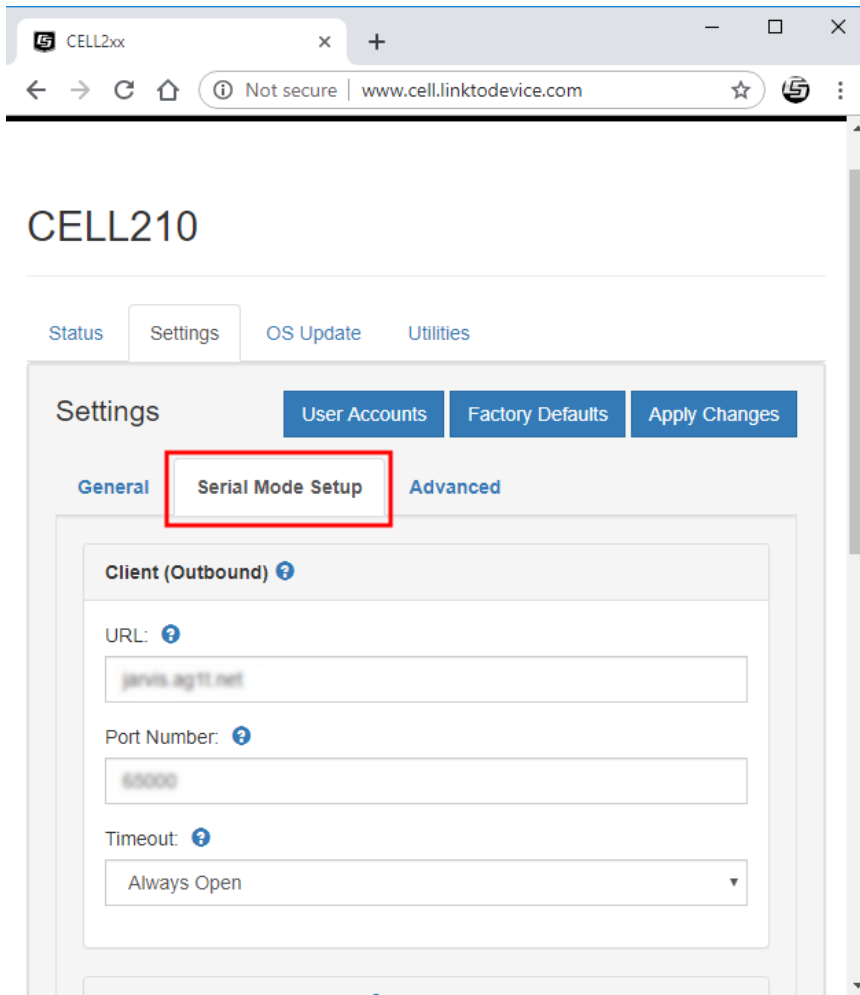 CELL2xx
Not secure | www.cell.linktodevice.com
CELL210
Status Settings OS Update Utilities
Settings User Accounts Factory Defaults Apply Changes
General Serial Mode Setup Advanced
Client (Outbound) ?
URL: ?
Port Number: ?
65000
Timeout: ?
Always Open